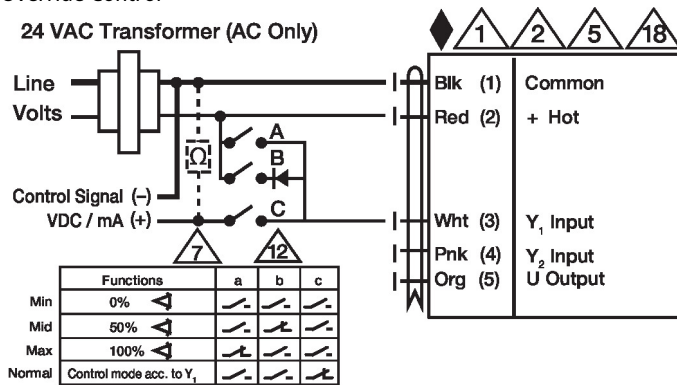 Override Control
24 VAC Transformer (AC Only)
1 2 5 18
Line
Volts
Blk (1) Common
Red (2) + Hot
A
Ω
B
Control Signal (–)
VDC / mA (+)
C
Wht (3) Y₁ Input
Pnk (4) Y₂ Input
Org (5) U Output
7 12
Functions a b c
Min 0%
Mid 50%
Max 100%
Normal Control mode acc. to Y₁